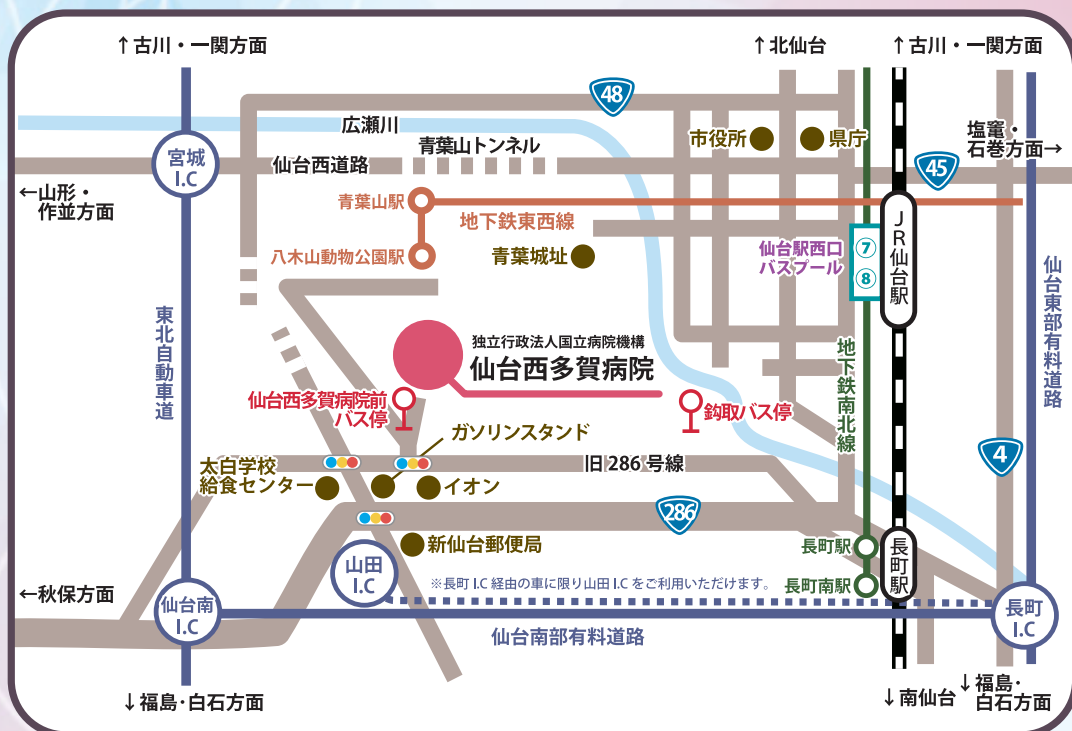 ↑古川・一関方面
↑北仙台
↑古川・一関方面
48
広瀬川
青葉山トンネル
市役所
県庁
塩竈・
石巻方面→
宮城
I.C
仙台西道路
45
←山形・
作並方面
青葉山駅
地下鉄東西線
八木山動物公園駅
青葉城址
仙台駅西口
バスプール
⑦
⑧
JR仙台駅
仙台東部有料道路
東北自動車道
独立行政法人国立病院機構
仙台西多賀病院
地下鉄南北線
仙台西多賀病院前
バス停
鈎取バス停
ガソリンスタンド
太白学校
給食センター
イオン
旧286号線
4
286
新仙台郵便局
長町駅
長町駅
山田
I.C
※長町 I.C 経由の車に限り山田 I.C をご利用いただけます。
長町南駅
←秋保方面
仙台南
I.C
長町
I.C
仙台南部有料道路
↓福島・白石方面
↓南仙台
↓福島・
白石方面